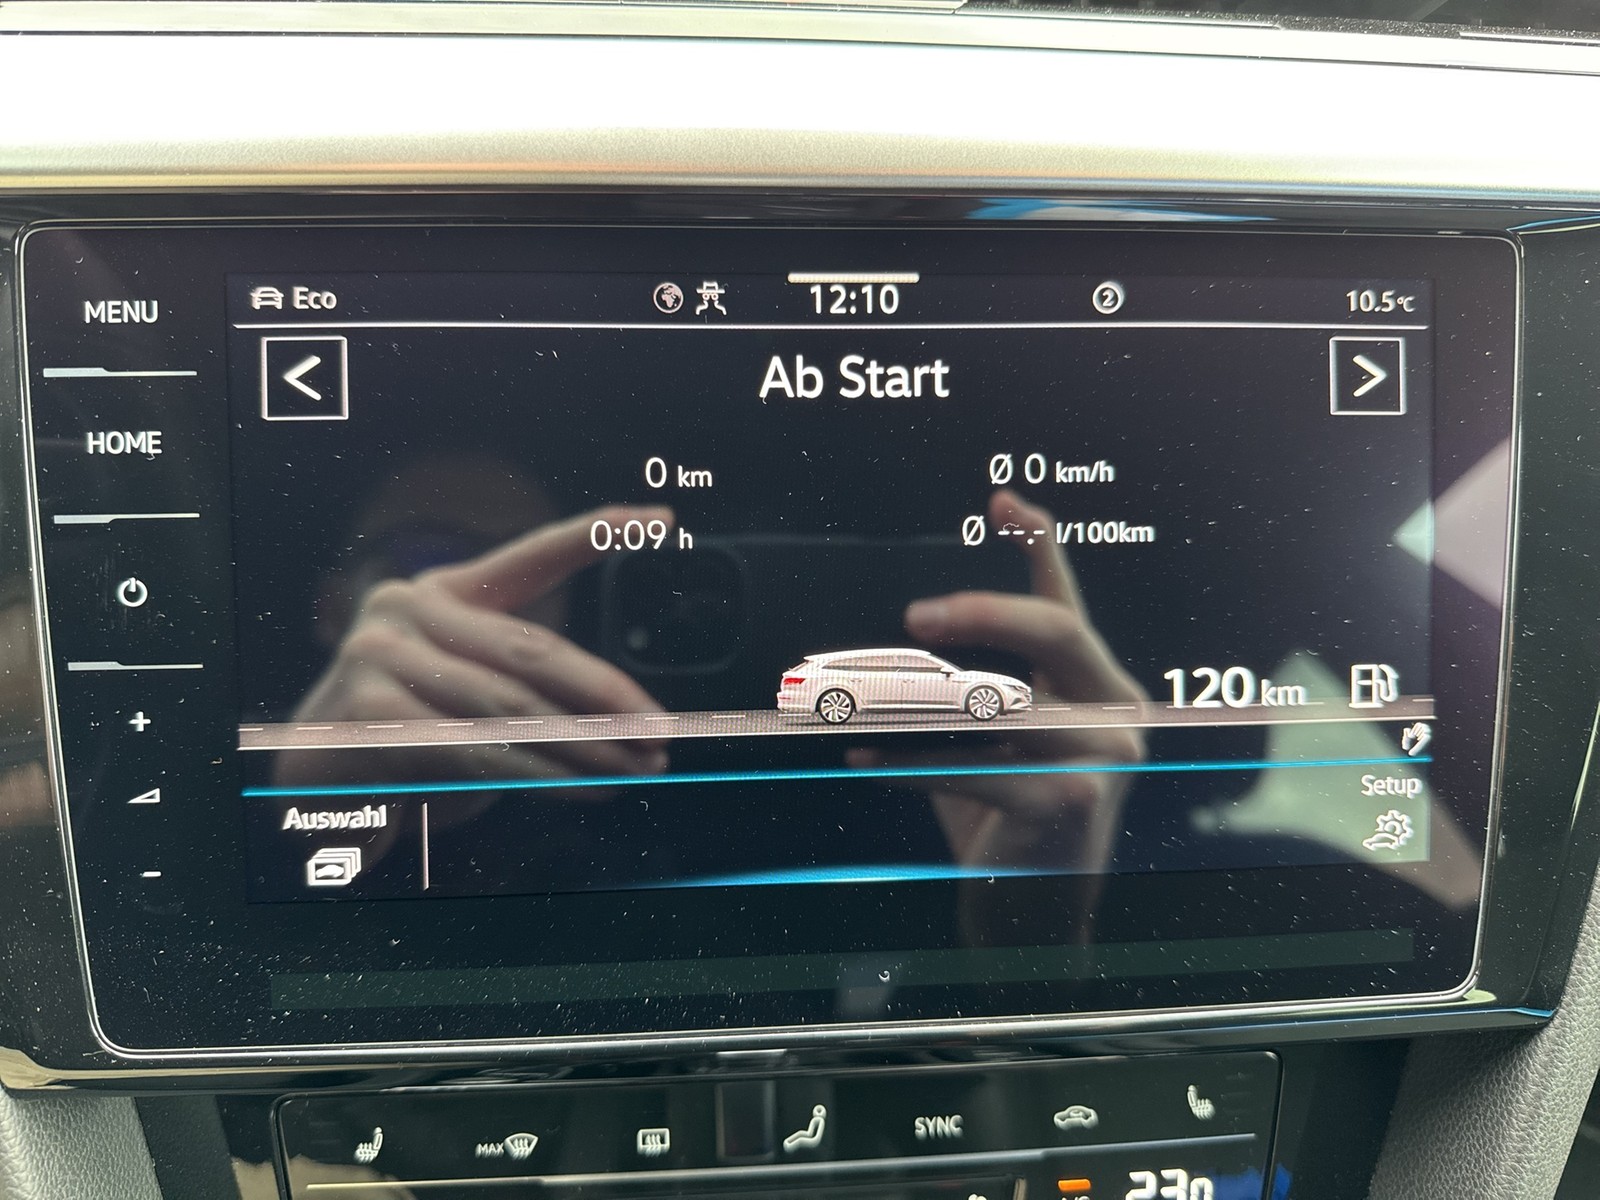 MENU
HOME
Eco
12:10
2
10.5°C
Ab Start
0 km
Ø 0 km/h
0:09 h
Ø --.- l/100km
120 km
Setup
Auswahl
MAX
SYNC